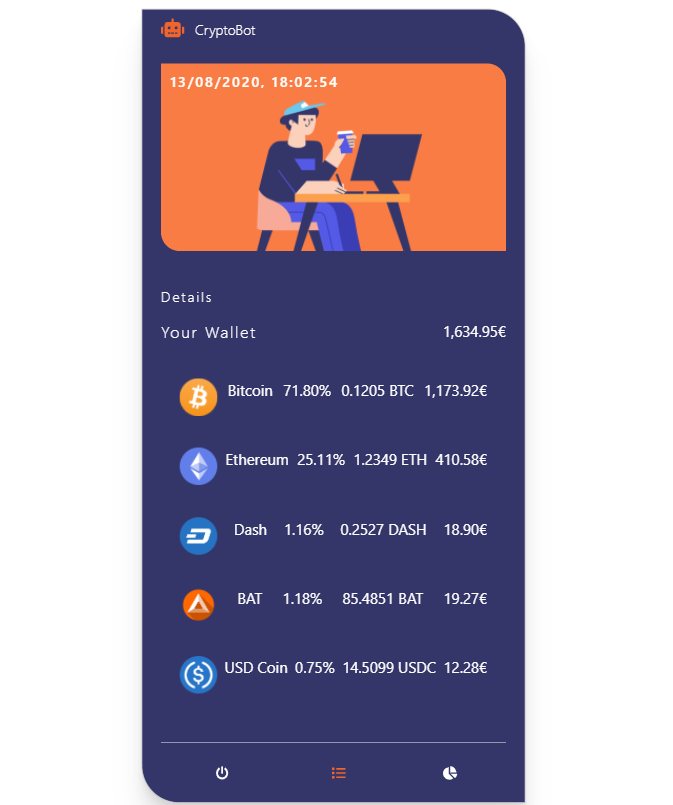 CryptoBot
13/08/2020, 18:02:54
Details
Your Wallet 1,634.95€
Bitcoin 71.80% 0.1205 BTC 1,173.92€
Ethereum 25.11% 1.2349 ETH 410.58€
Dash 1.16% 0.2527 DASH 18.90€
BAT 1.18% 85.4851 BAT 19.27€
USD Coin 0.75% 14.5099 USDC 12.28€